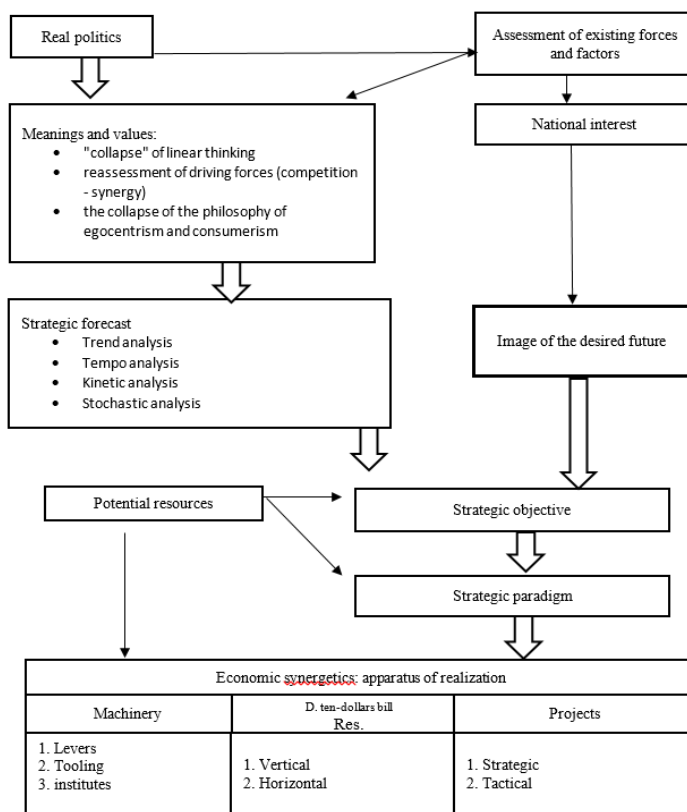 Real politics
Assessment of existing forces
and factors
National interest
Meanings and values:
• "collapse" of linear thinking
• reassessment of driving forces (competition
- synergy)
• the collapse of the philosophy of
egocentrism and consumerism
Strategic forecast
• Trend analysis
• Tempo analysis
• Kinetic analysis
• Stochastic analysis
Image of the desired future
Potential resources
Strategic objective
Strategic paradigm
Economic synergetics: apparatus of realization
Machinery
D. ten-dollars bill
Res.
Projects
1. Levers
2. Tooling
3. institutes
1. Vertical
2. Horizontal
1. Strategic
2. Tactical